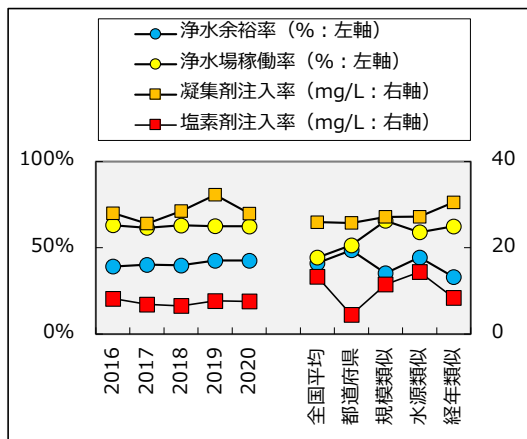 浄水余裕率（%：左軸）
浄水場稼働率（%：左軸）
凝集剤注入率（mg/L：右軸）
塩素剤注入率（mg/L：右軸）
100%
50%
0%
40
20
0
2016
2017
2018
2019
2020
全国平均
都道府県
規模類似
水源類似
経年類似